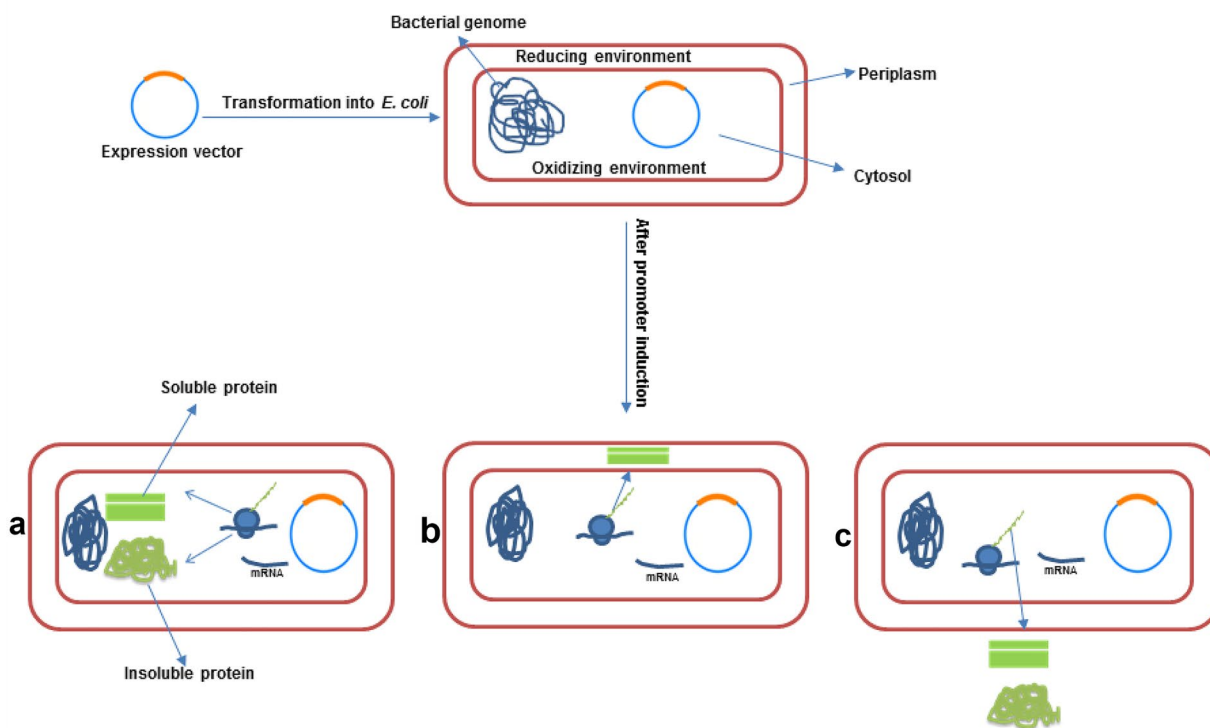 Bacterial genome
Reducing environment
Periplasm
Transformation into E. coli
Expression vector
Oxidizing environment
Cytosol
After promoter induction
Soluble protein
a
mRNA
Insoluble protein
b
mRNA
c
mRNA